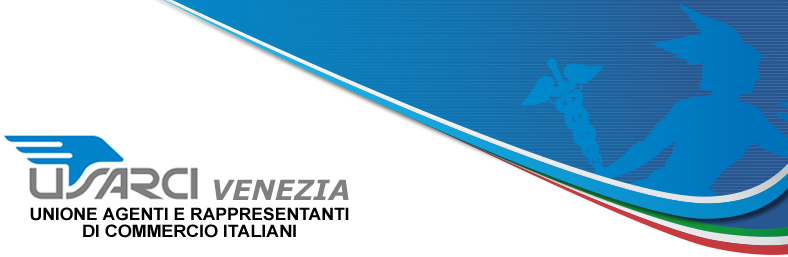 USARCI VENEZIA
UNIONE AGENTI E RAPPRESENTANTI
DI COMMERCIO ITALIANI